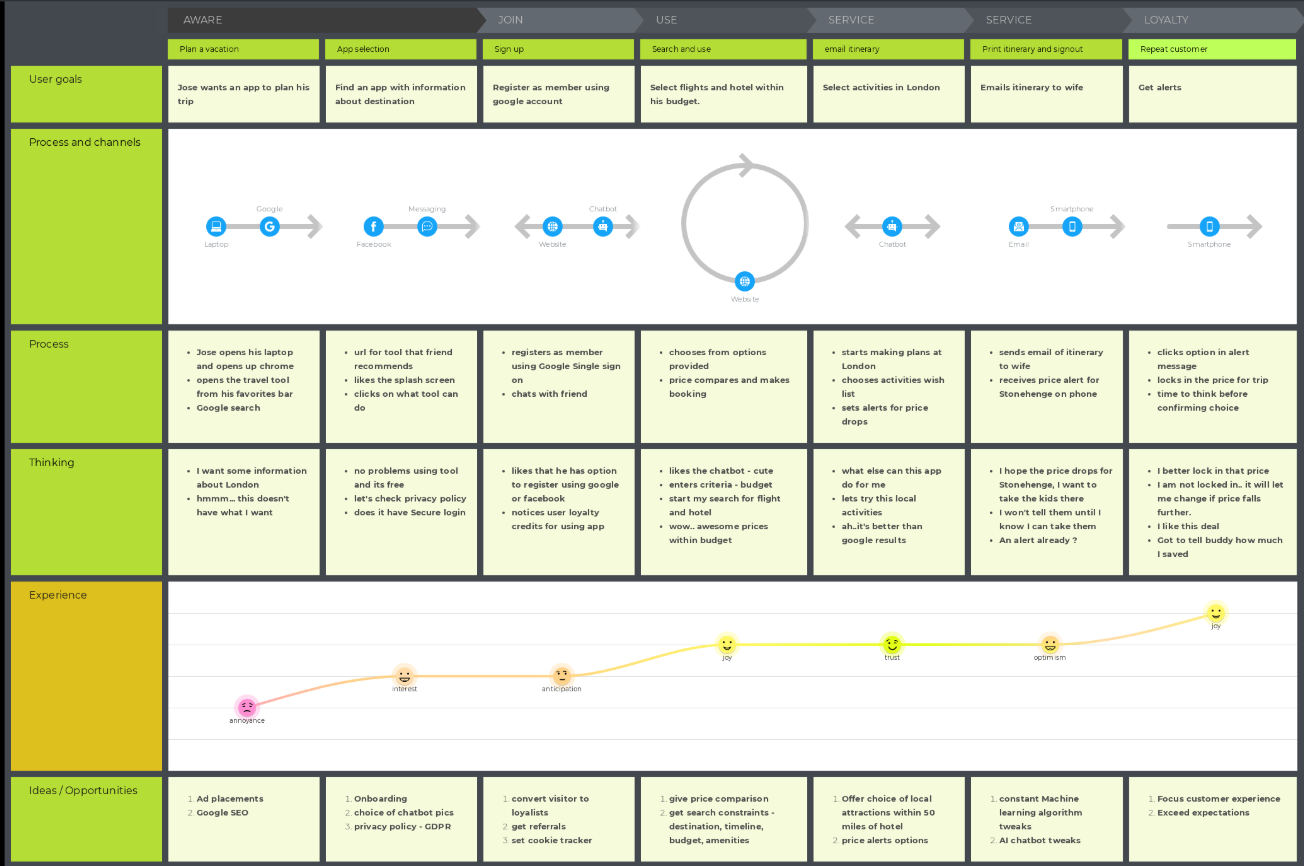 AWARE
JOIN
USE
SERVICE
SERVICE
LOYALTY
Plan a vacation
App selection
Sign up
Search and use
email itinerary
Print itinerary and signout
Repeat customer
User goals
Jose wants an app to plan his
trip
Find an app with information
about destination
Register as member using
google account
Select flights and hotel within
his budget.
Select activities in London
Emails itinerary to wife
Get alerts
Process and channels
Laptop
Google
Facebook
Messaging
Website
Chatbot
Website
Chatbot
Email
Smartphone
Smartphone
Process
• Jose opens his laptop
and opens up chrome
• opens the travel tool
from his favorites bar
• Google search
• url for tool that friend
recommends
• likes the splash screen
• clicks on what tool can
do
• registers as member
using Google Single sign
on
• chats with friend
• chooses from options
provided
• price compares and makes
booking
• starts making plans at
London
• chooses activities wish
list
• sets alerts for price
drops
• sends email of itinerary
to wife
• receives price alert for
Stonehenge on phone
• clicks option in alert
message
• locks in the price for trip
• time to think before
confirming choice
Thinking
• I want some information
about London
• hmmm... this doesn't
have what I want
• no problems using tool
and its free
• let's check privacy policy
• does it have Secure login
• likes that he has option
to register using google
or facebook
• notices user loyalty
credits for using app
• likes the chatbot - cute
• enters criteria - budget
• start my search for flight
and hotel
• wow.. awesome prices
within budget
• what else can this app
do for me
• lets try this local
activities
• ah..it's better than
google results
• I hope the price drops for
Stonehenge, I want to
take the kids there
• I won't tell them until I
know I can take them
• An alert already ?
• I better lock in that price
• I am not locked in.. it will let
me change if price falls
further.
• I like this deal
• Got to tell buddy how much
I saved
Experience
annoyance
interest
anticipation
joy
trust
optimism
joy
Ideas / Opportunities
1. Ad placements
2. Google SEO
1. Onboarding
2. choice of chatbot pics
3. privacy policy - GDPR
1. convert visitor to
loyalists
2. get referrals
3. set cookie tracker
1. give price comparison
2. get search constraints -
destination, timeline,
budget, amenities
1. Offer choice of local
attractions within 50
miles of hotel
2. price alerts options
1. constant Machine
learning algorithm
tweaks
2. AI chatbot tweaks
1. Focus customer experience
2. Exceed expectations